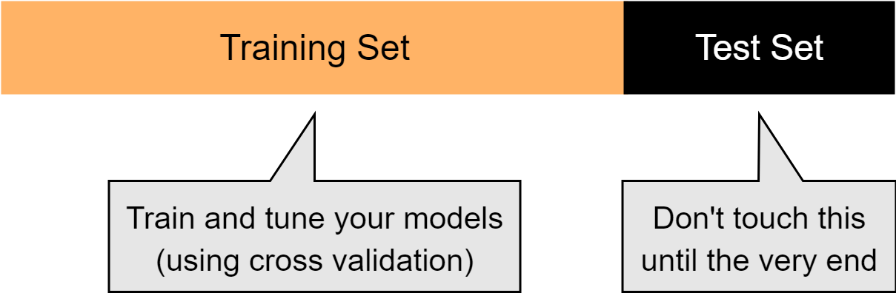 Training Set
Test Set
Train and tune your models
(using cross validation)
Don't touch this
until the very end